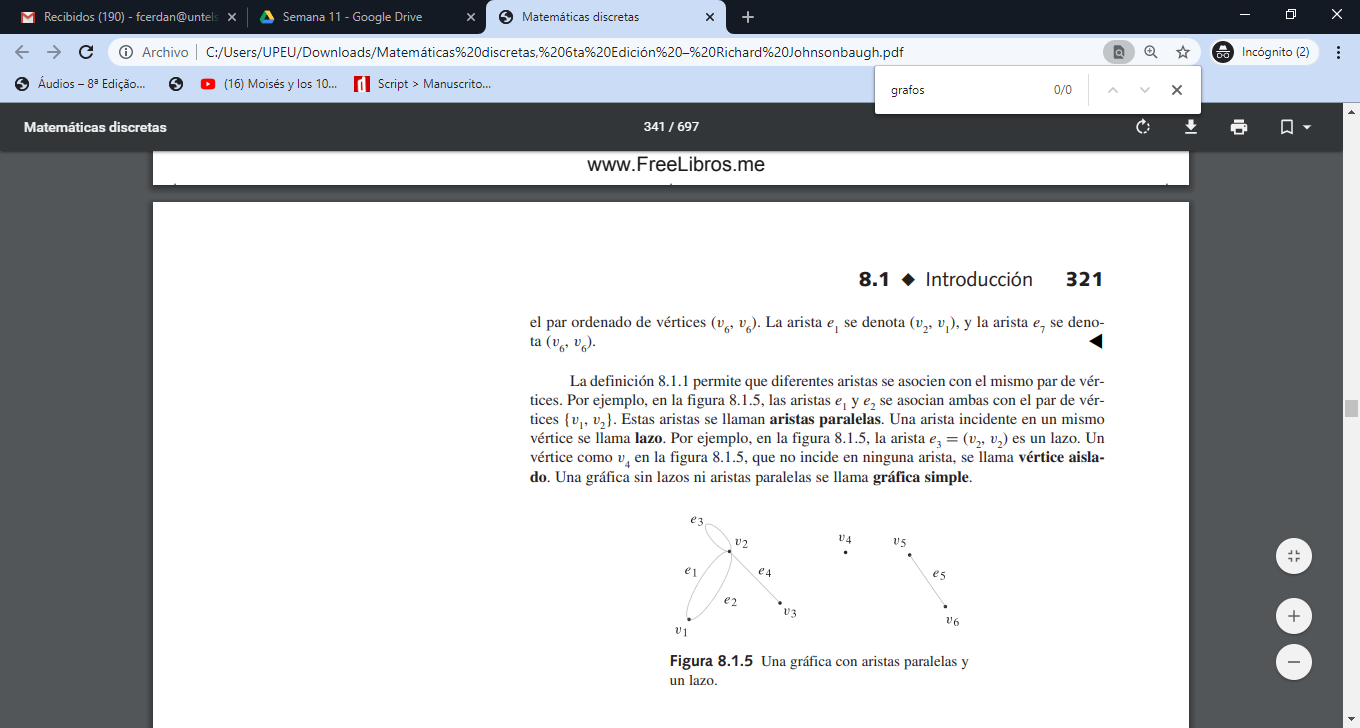 Recibidos (190) - fcerdan@untels
Semana 11 - Google Drive
Matemáticas discretas
Archivo
C:/Users/UPEU/Downloads/Matemáticas%20discretas,%206ta%20Edición%20–%20Richard%20Johnsonbaugh.pdf
Incógnito (2)
Áudios – 8ª Edição...
(16) Moisés y los 10...
Script > Manuscrito...
grafos
0/0
Matemáticas discretas
341 / 697
www.FreeLibros.me
8.1 ◆ Introducción 321
el par ordenado de vértices (v6, v6). La arista e1 se denota (v2, v1), y la arista e7 se deno-
ta (v6, v6). ◀
La definición 8.1.1 permite que diferentes aristas se asocien con el mismo par de vér-
tices. Por ejemplo, en la figura 8.1.5, las aristas e1 y e2 se asocian ambas con el par de vér-
tices {v1, v2}. Estas aristas se llaman aristas paralelas. Una arista incidente en un mismo
vértice se llama lazo. Por ejemplo, en la figura 8.1.5, la arista e3 = (v2, v2) es un lazo. Un
vértice como v4 en la figura 8.1.5, que no incide en ninguna arista, se llama vértice aisla-
do. Una gráfica sin lazos ni aristas paralelas se llama gráfica simple.
e3
v2
v4
v5
e1
e4
e5
e2
v3
v6
v1
Figura 8.1.5 Una gráfica con aristas paralelas y
un lazo.